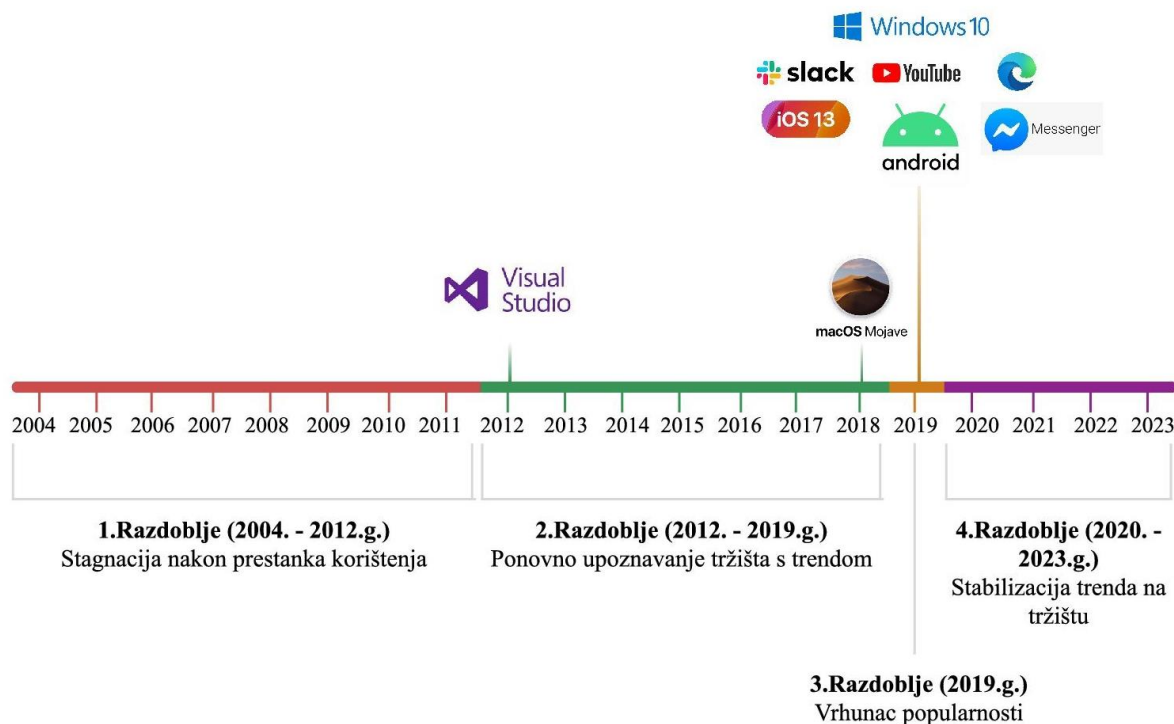 Windows 10
slack
YouTube
iOS 13
android
Messenger
Visual
Studio
macOS Mojave
2004 2005 2006 2007 2008 2009 2010 2011 2012 2013 2014 2015 2016 2017 2018 2019 2020 2021 2022 2023
1.Razdoblje (2004. - 2012.g.)
Stagnacija nakon prestanka korištenja
2.Razdoblje (2012. - 2019.g.)
Ponovno upoznavanje tržišta s trendom
4.Razdoblje (2020. -
2023.g.)
Stabilizacija trenda na
tržištu
3.Razdoblje (2019.g.)
Vrhunac popularnosti